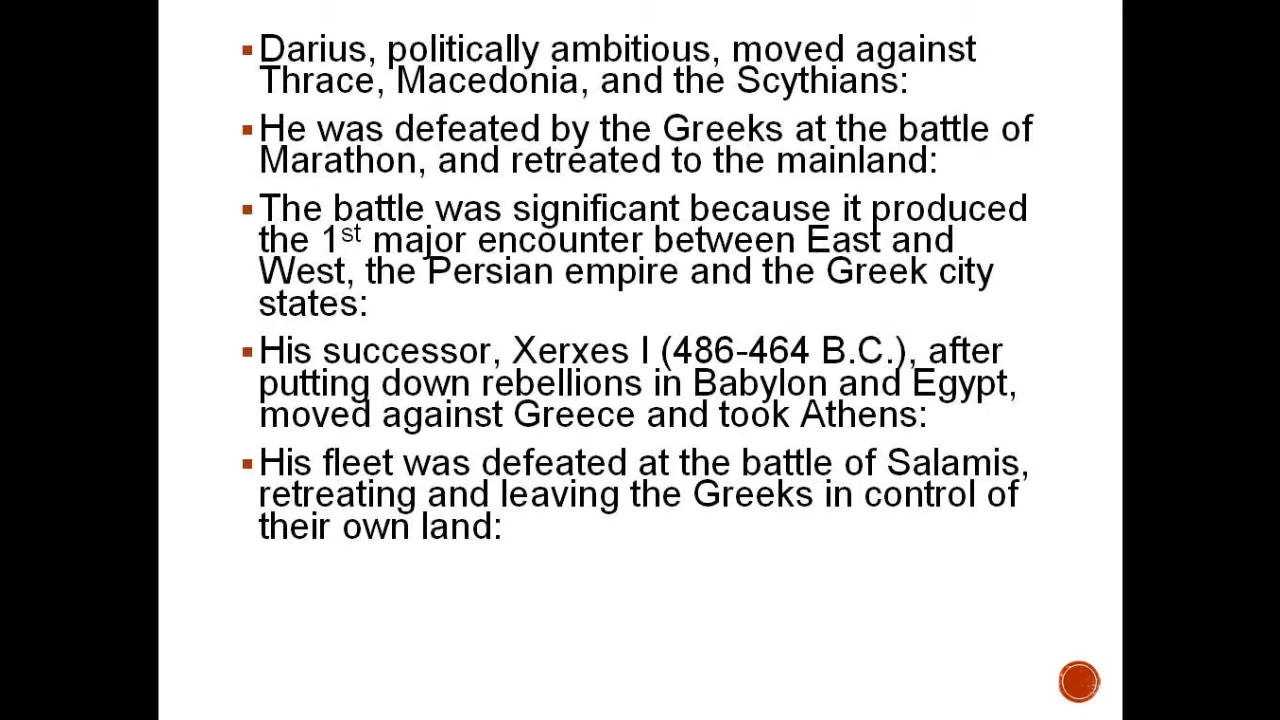 ▪Darius, politically ambitious, moved against
Thrace, Macedonia, and the Scythians:
▪He was defeated by the Greeks at the battle of
Marathon, and retreated to the mainland:
▪The battle was significant because it produced
the 1st major encounter between East and
West, the Persian empire and the Greek city
states:
▪His successor, Xerxes I (486-464 B.C.), after
putting down rebellions in Babylon and Egypt,
moved against Greece and took Athens:
▪His fleet was defeated at the battle of Salamis,
retreating and leaving the Greeks in control of
their own land: